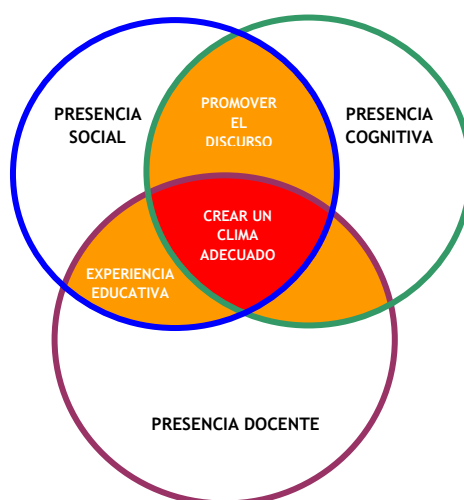 PROMOVER
EL
DISCURSO
PRESENCIA
SOCIAL
PRESENCIA
COGNITIVA
CREAR UN
CLIMA
ADECUADO
EXPERIENCIA
EDUCATIVA
PRESENCIA DOCENTE